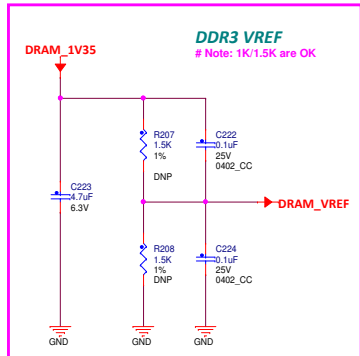 DDR3 VREF
# Note: 1K/1.5K are OK
DRAM_1V35
R207
1.5K
1%
DNP
C222
0.1uF
25V
0402_CC
C223
4.7uF
6.3V
DRAM_VREF
R208
1.5K
1%
DNP
C224
0.1uF
25V
0402_CC
GND
GND
GND